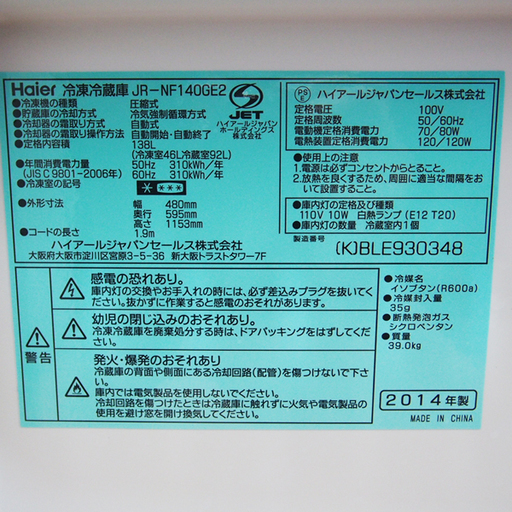 Haier 冷凍冷蔵庫 JR-NF140GE2
●冷凍機の種類 圧縮式
●貯蔵庫の冷却方式 冷気強制循環方式
●冷却器の霜取り方式 自動式
●冷却器の霜取り操作方法 自動開始・自動終了
●定格内容積 138L
(冷凍室46L冷蔵室92L)
●年間消費電力量 50Hz 310kWh/年
(JIS C 9801-2006年) 60Hz 310kWh/年
●冷凍室の記号 ****
●外形寸法 幅 480mm
奥行 595mm
高さ 1153mm
●コードの長さ 1.9m
ハイアールジャパンセールス株式会社
大阪府大阪市淀川区宮原3-5-36 新大阪トラストタワー7F
S
JET
ハイアールジャパン
ホールディングス
株式会社
PS
E
ハイアールジャパンセールス株式会社
定格電圧 100V
定格周波数 50/60Hz
電動機定格消費電力 70/80W
電熱装置定格消費電力 120/120W
●使用上の注意
1.電源は必ずコンセントからとること。
2.放熱を良くするため、周囲に適当な間隔をおいて設置すること。
●庫内灯の定格及び種類
110V 10W 白熱ランプ(E12 T20)
●庫内灯の数量 冷蔵室内1個
製造番号
(K)BLE930348
警告
感電の恐れあり。
庫内灯の交換やお手入れの時には、必ず差込みプラグを抜いてください。抜かずに作業すると感電のおそれがあります。
幼児の閉じ込めのおそれあり。
冷凍冷蔵庫を廃棄処分する時は、ドアパッキングをはずしてください。
発火・爆発のおそれあり。
冷蔵庫の背面や側面にある冷却回路(配管)を傷つけないで下さい。
庫内では電気製品を使用しないでください。
冷却回路を傷つけたときは冷蔵庫に触れずに火気や電気製品の使用を避け窓を開け換気してください。
●冷媒名
イソブタン(R600a)
●冷媒封入量
35g
●断熱発泡ガス
シクロペンタン
●質量
39.0kg
2014年製
MADE IN CHINA